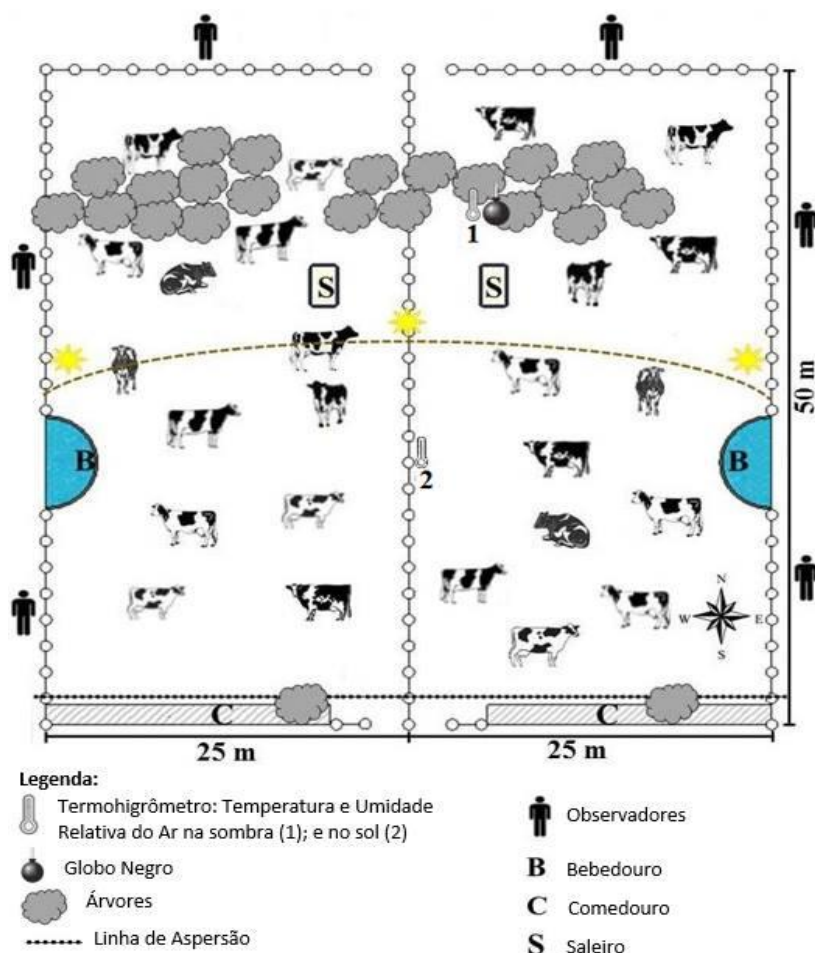 S
S
1
B
B
2
50 m
N
W
E
S
C
C
25 m
25 m
Legenda:
Termohigrômetro: Temperatura e Umidade
Relativa do Ar na sombra (1); e no sol (2)
Globo Negro
Árvores
Linha de Aspersão
Observadores
B Bebedouro
C Comedouro
S Saleiro